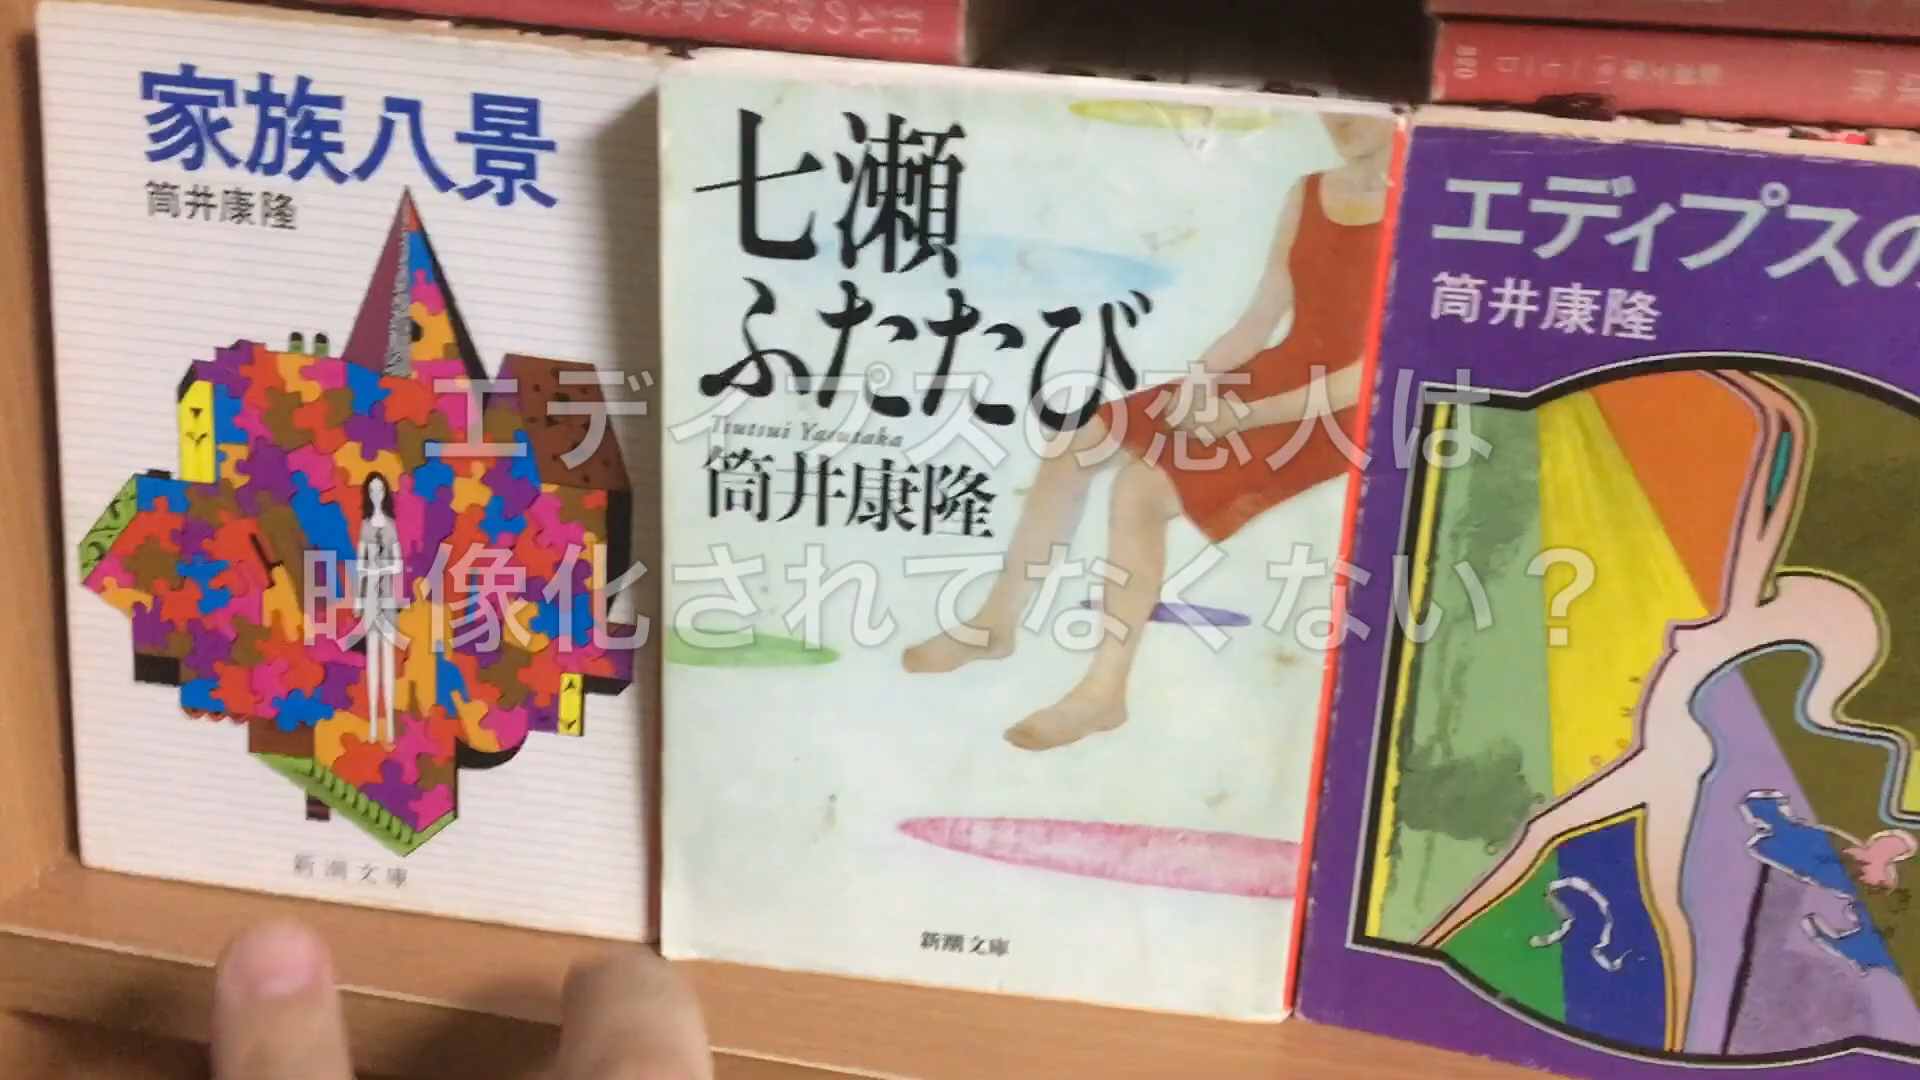 家族八景
筒井康隆
新潮文庫
七瀬
ふたたび
Tsutsui Yasutaka
筒井康隆
新潮文庫
エディプスの
筒井康隆
エディプスの恋人は
映像化されてなくない？